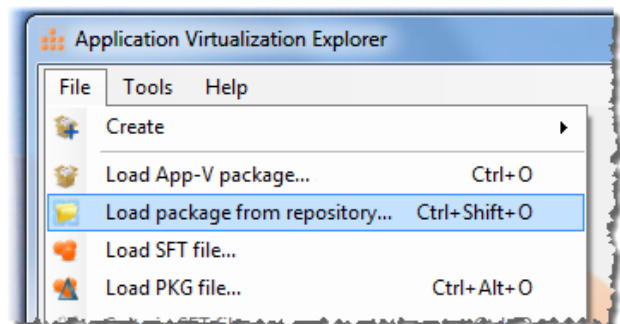 Application Virtualization Explorer
File Tools Help
Create
Load App-V package... Ctrl+O
Load package from repository... Ctrl+Shift+O
Load SFT file...
Load PKG file... Ctrl+Alt+O